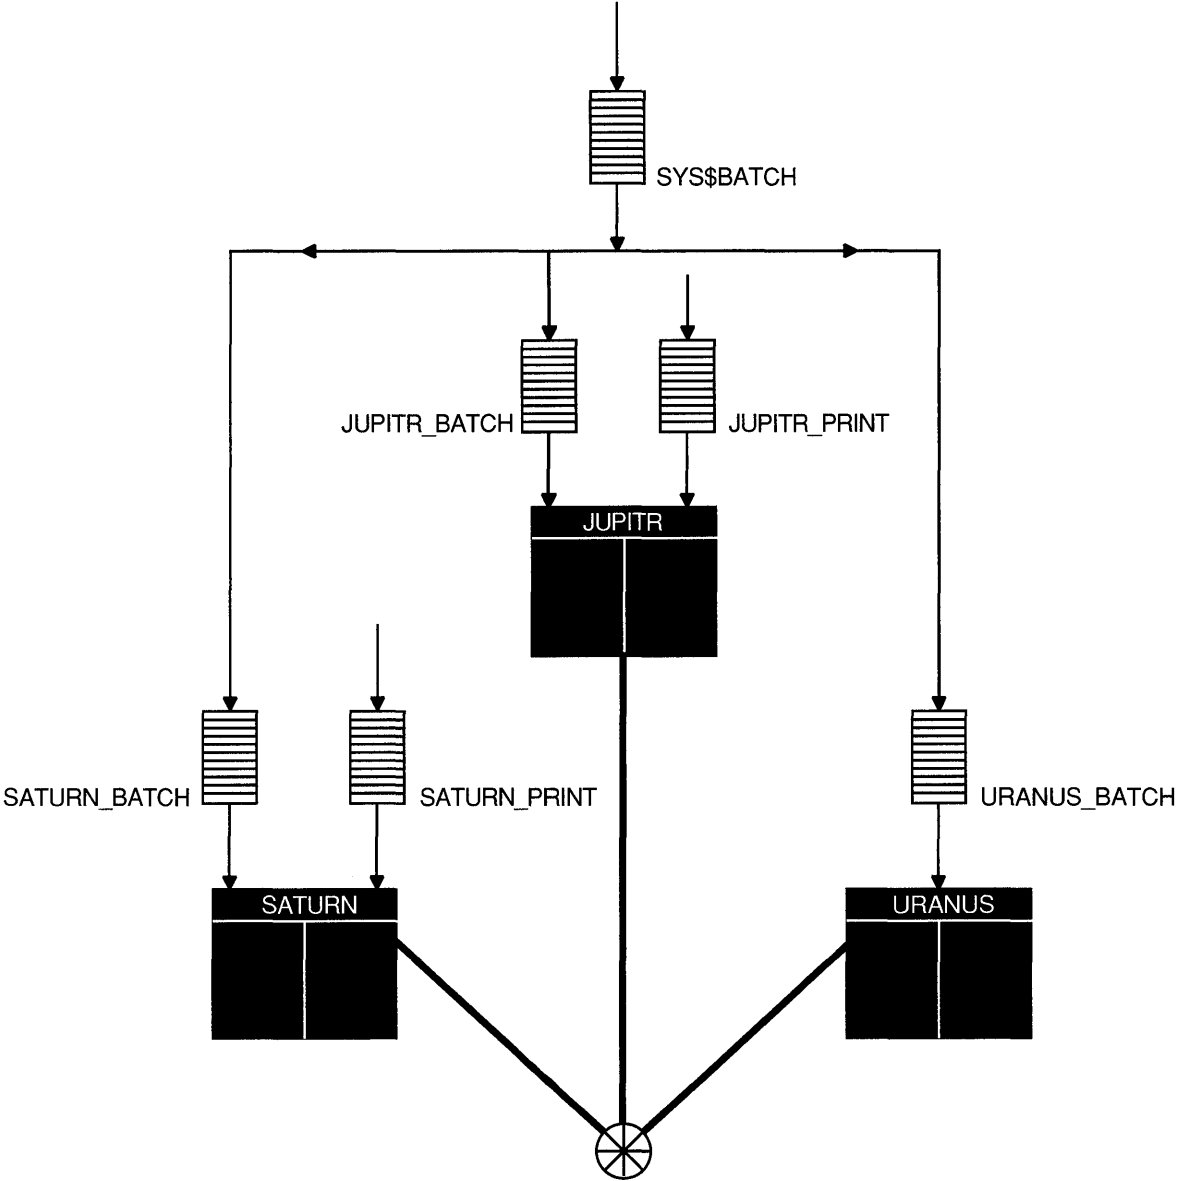 SYS$BATCH
JUPITR_BATCH
JUPITR_PRINT
JUPITR
SATURN_BATCH
SATURN_PRINT
URANUS_BATCH
SATURN
URANUS